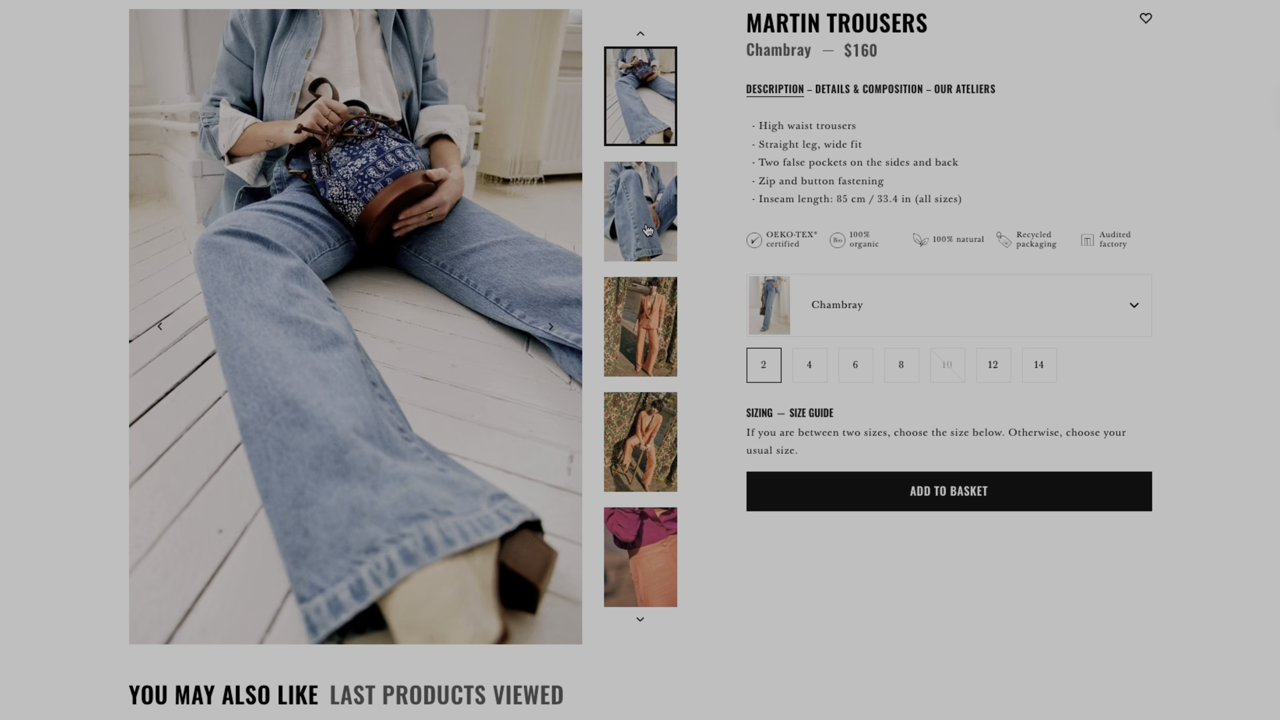 MARTIN TROUSERS
Chambray — $160
DESCRIPTION – DETAILS & COMPOSITION – OUR ATELIERS
- High waist trousers
- Straight leg, wide fit
- Two false pockets on the sides and back
- Zip and button fastening
- Inseam length: 85 cm / 33.4 in (all sizes)
OEKO-TEX®
certified
Bio
100%
organic
100% natural
Recycled
packaging
Audited
factory
Chambray
2 4 6 8 10 12 14
SIZING — SIZE GUIDE
If you are between two sizes, choose the size below. Otherwise, choose your
usual size.
ADD TO BASKET
YOU MAY ALSO LIKE LAST PRODUCTS VIEWED